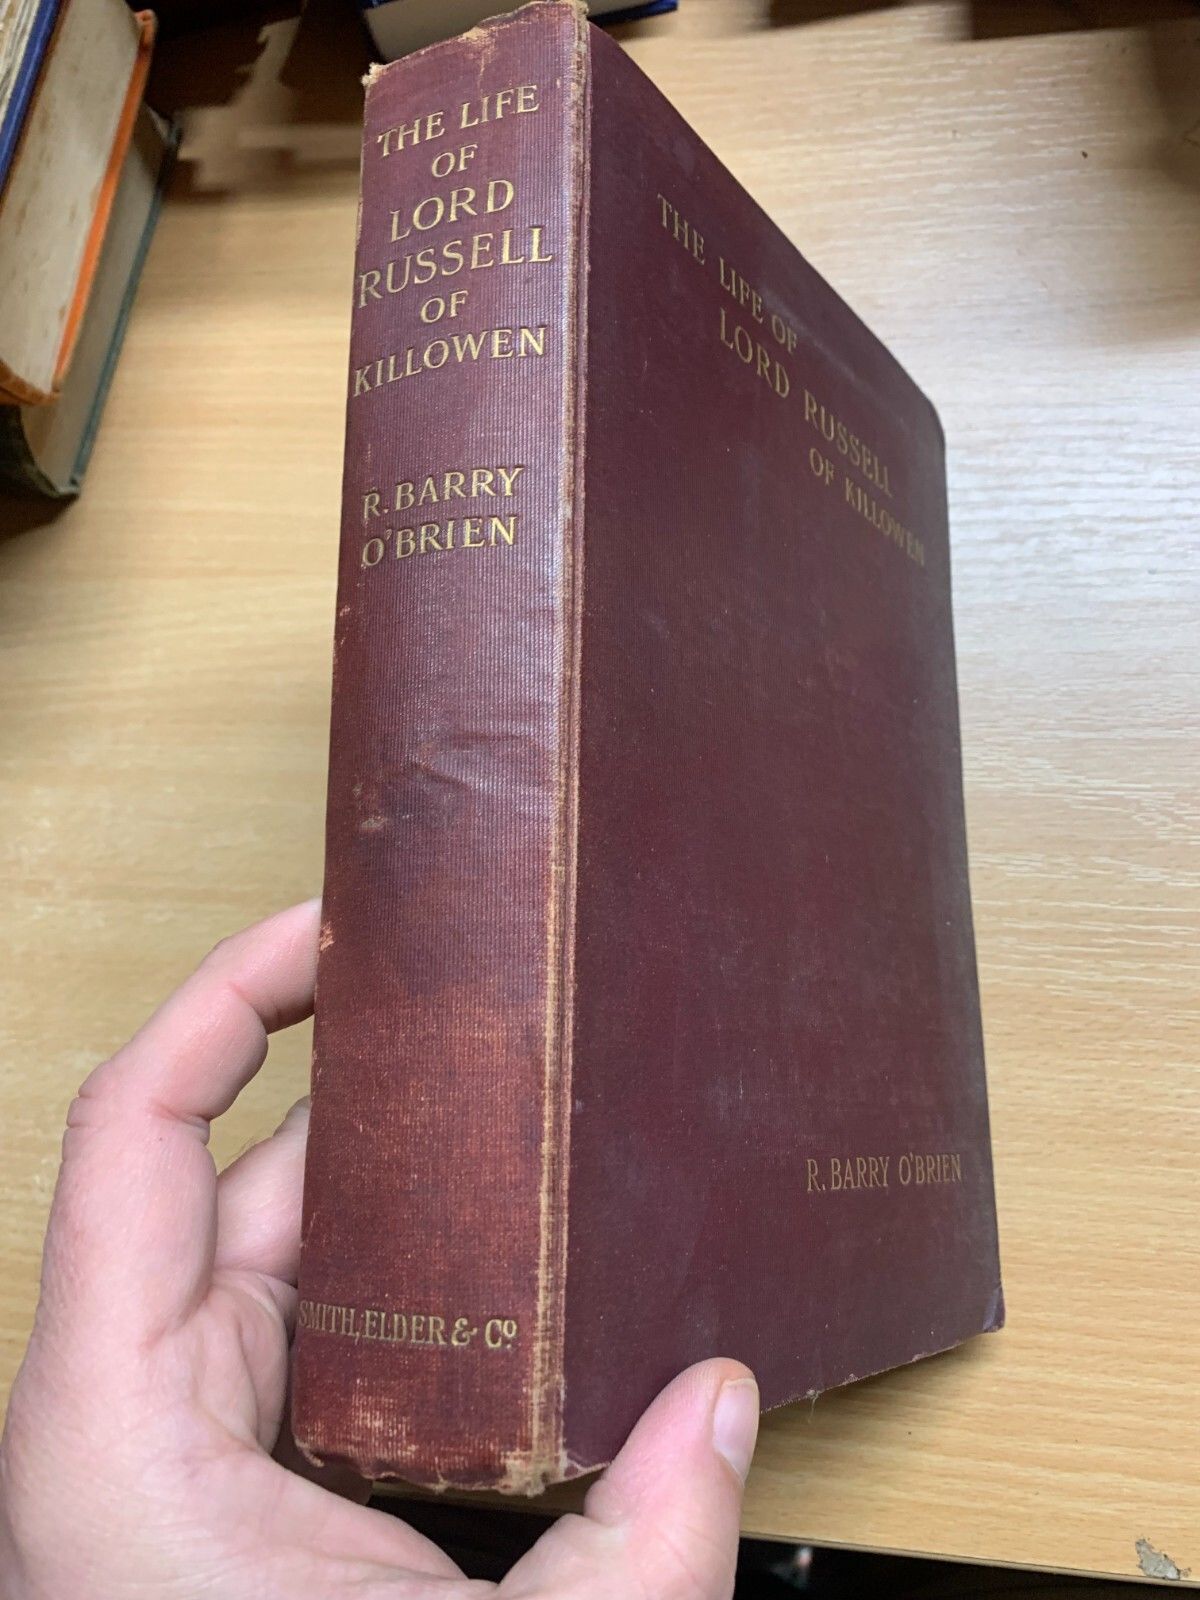 THE LIFE
OF
LORD
RUSSELL
OF
KILLOWEN
R. BARRY
O'BRIEN
SMITH, ELDER & Cº.
THE LIFE OF
LORD RUSSELL
OF KILLOWEN
R. BARRY O'BRIEN